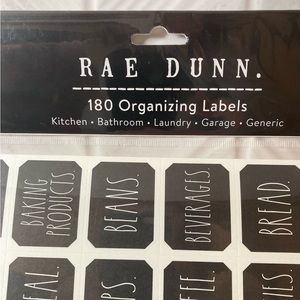 RAE DUNN.
180 Organizing Labels
Kitchen • Bathroom • Laundry • Garage • Generic
BAKING
PRODUCTS.
BEANS.
BEVERAGES.
BREAD.